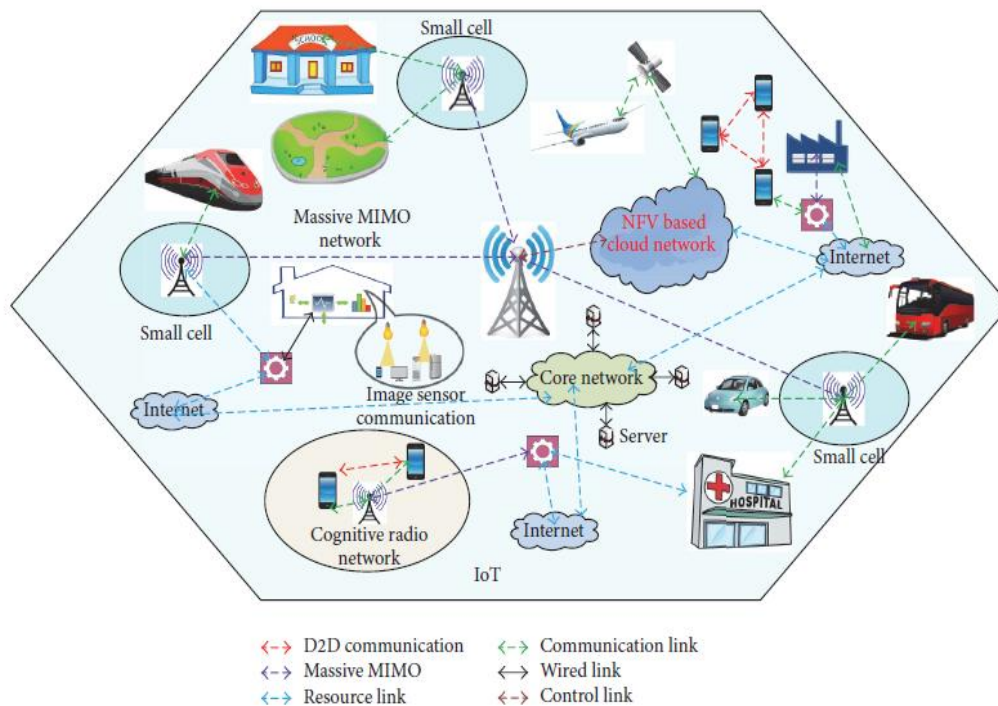 Small cell
SCHOOL
Massive MIMO
network
NFV based
cloud network
Internet
Small cell
Image sensor
communication
Internet
Core network
Server
Small cell
HOSPITAL
Cognitive radio
network
Internet
IoT
D2D communication
Massive MIMO
Resource link
Communication link
Wired link
Control link